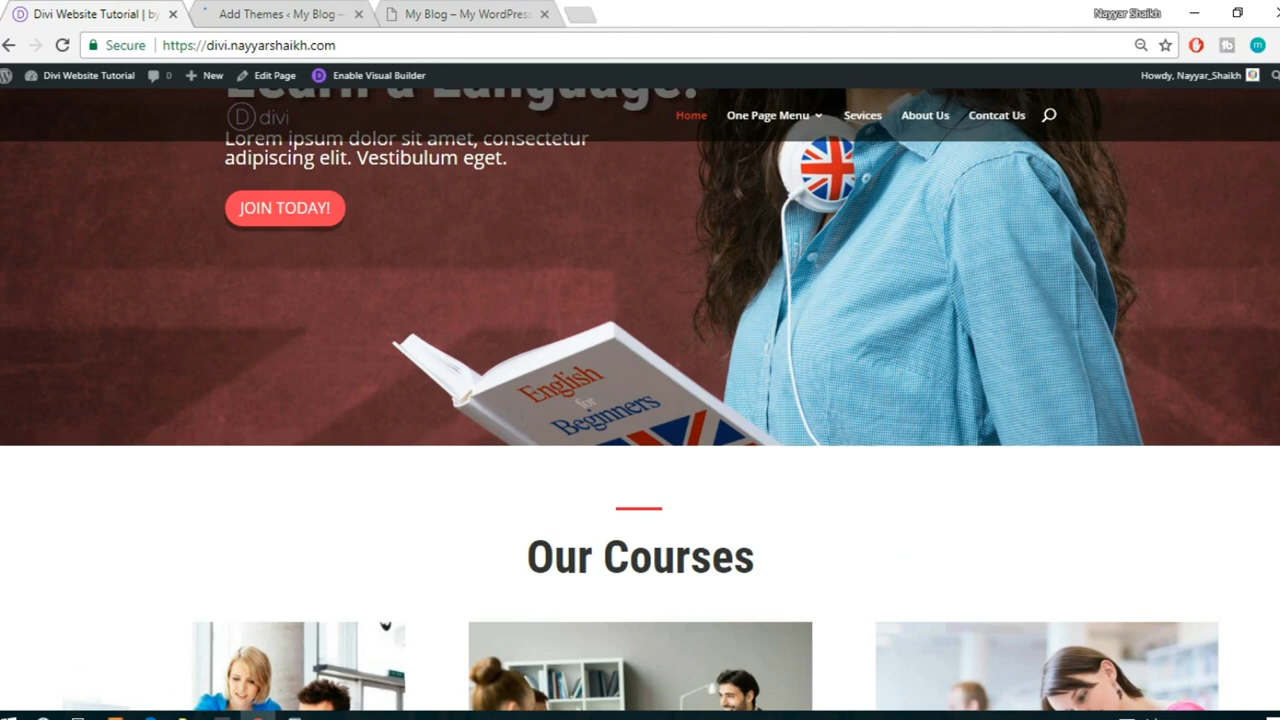 Divi Website Tutorial | by
Add Themes ‹ My Blog —
My Blog – My WordPress
Nayyar Shaikh
Secure
https://divi.nayyarshaikh.com
Divi Website Tutorial
0
New
Edit Page
Enable Visual Builder
Howdy, Nayyar_Shaikh
Learn a Language.
D divi
Home
One Page Menu
Sevices
About Us
Contcat Us
Lorem ipsum dolor sit amet, consectetur
adipiscing elit. Vestibulum eget.
JOIN TODAY!
English
for
Beginners
Our Courses